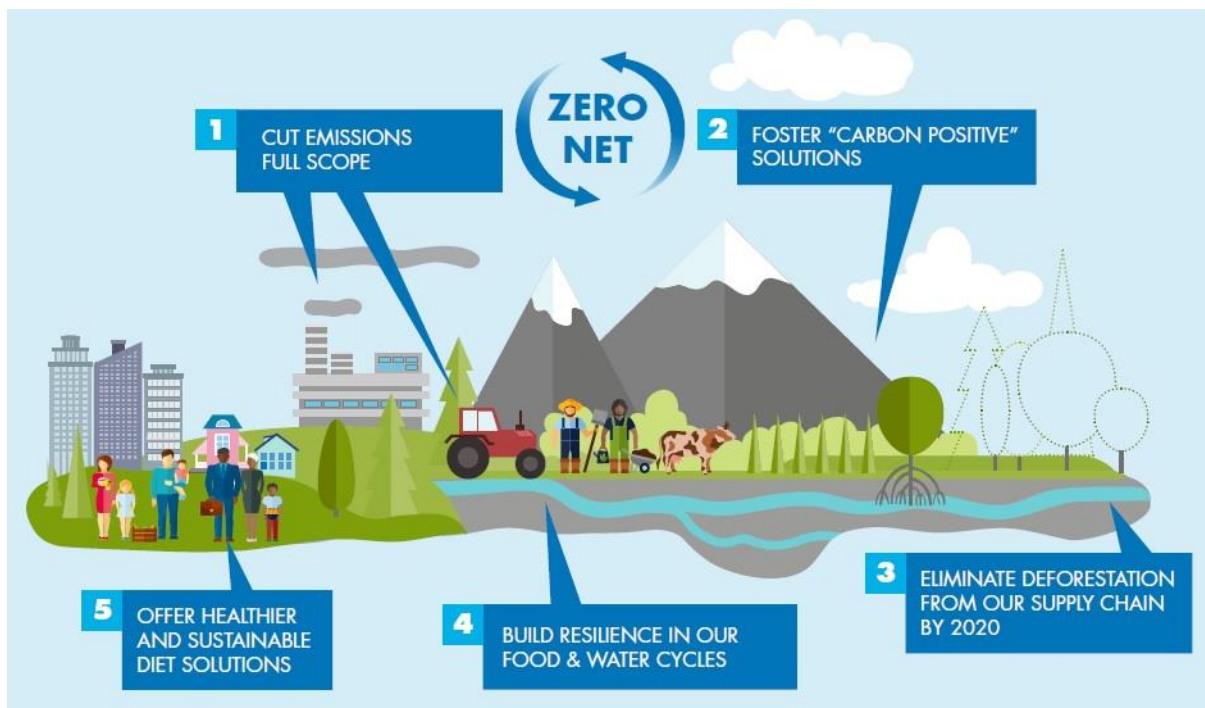 ZERO
NET
1
CUT EMISSIONS
FULL SCOPE
2
FOSTER “CARBON POSITIVE”
SOLUTIONS
3
ELIMINATE DEFORESTATION
FROM OUR SUPPLY CHAIN
BY 2020
4
BUILD RESILIENCE IN OUR
FOOD & WATER CYCLES
5
OFFER HEALTHIER
AND SUSTAINABLE
DIET SOLUTIONS